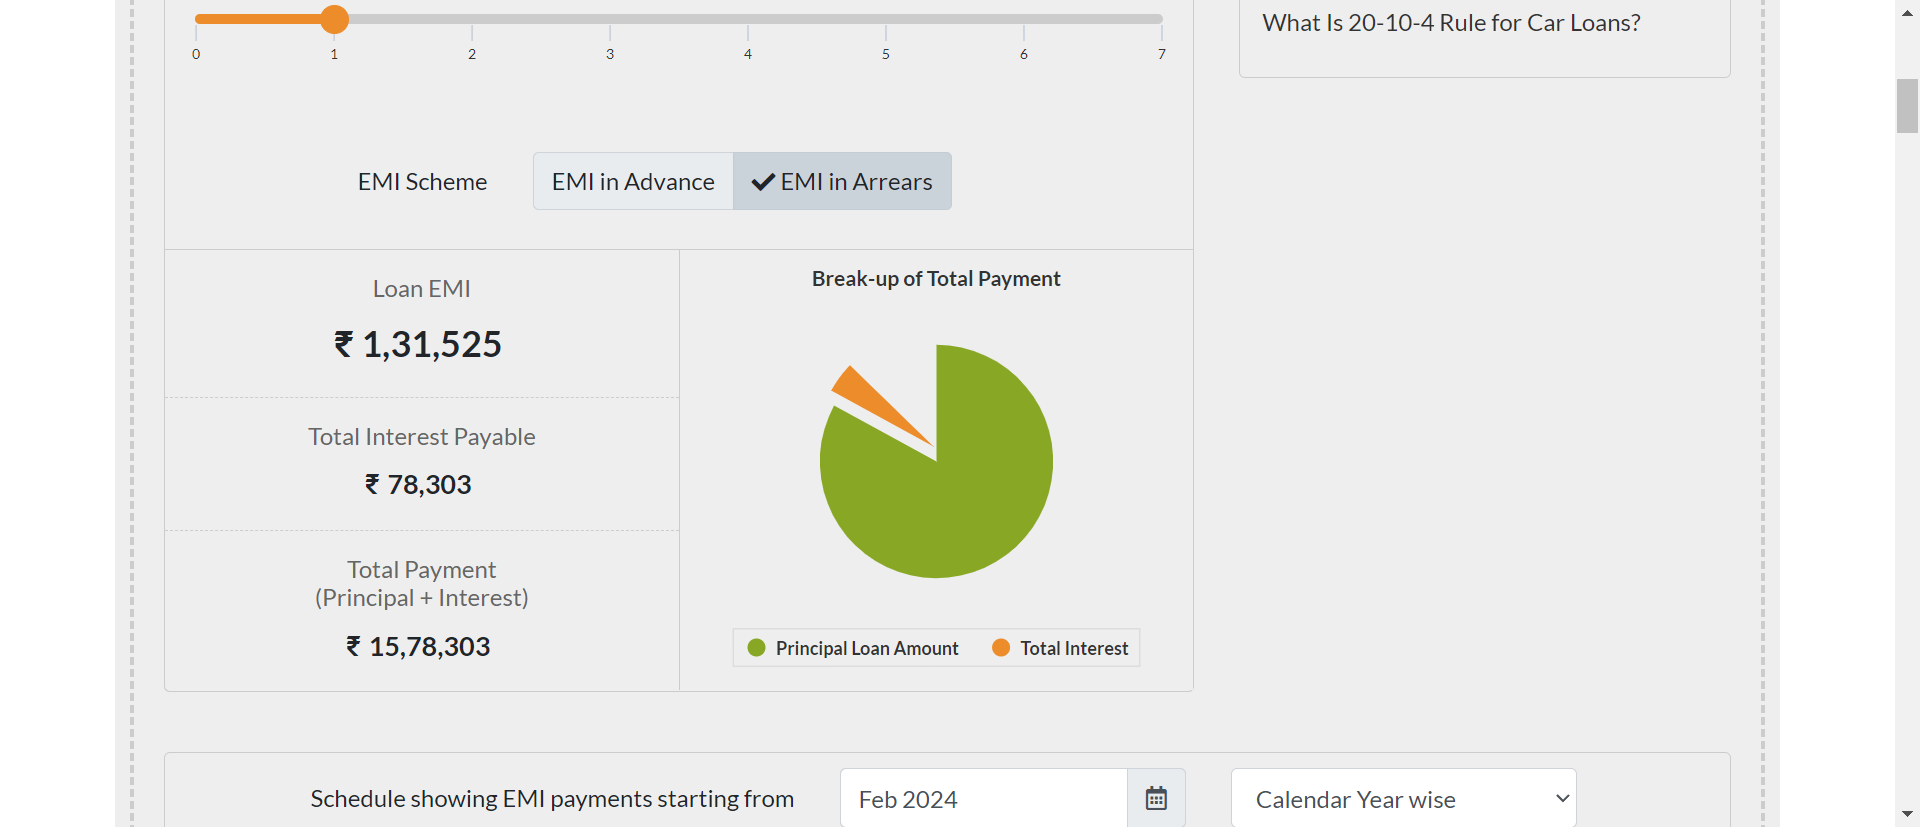 What Is 20-10-4 Rule for Car Loans?
0 1 2 3 4 5 6 7
EMI Scheme EMI in Advance EMI in Arrears
Loan EMI
₹ 1,31,525
Total Interest Payable
₹ 78,303
Total Payment
(Principal + Interest)
₹ 15,78,303
Break-up of Total Payment
Principal Loan Amount Total Interest
Schedule showing EMI payments starting from Feb 2024 Calendar Year wise